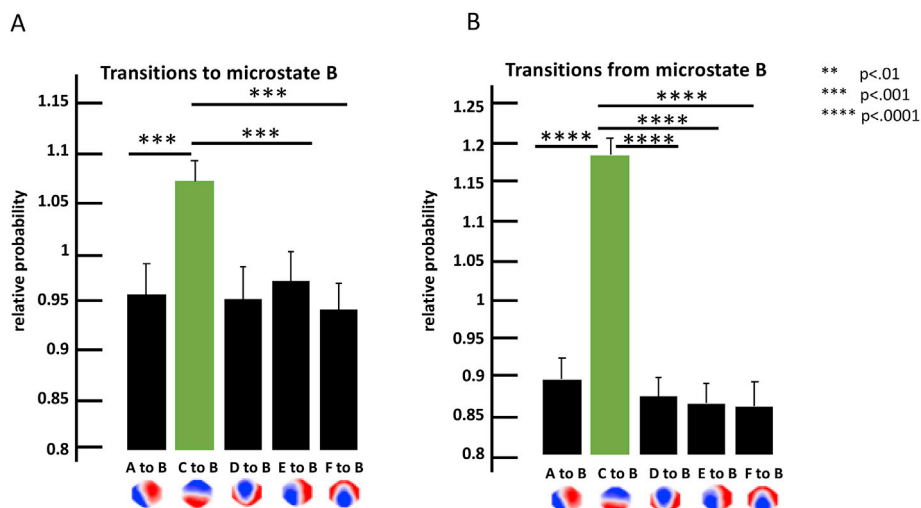 A
Transitions to microstate B
relative probability
1.15
1.1
1.05
1
0.95
0.9
0.85
0.8
***
***
***
A to B
C to B
D to B
E to B
F to B
B
Transitions from microstate B
relative probability
1.25
1.2
1.15
1.1
1.05
1
0.95
0.9
0.85
0.8
****
****
****
****
A to B
C to B
D to B
E to B
F to B
** p<.01
*** p<.001
**** p<.0001